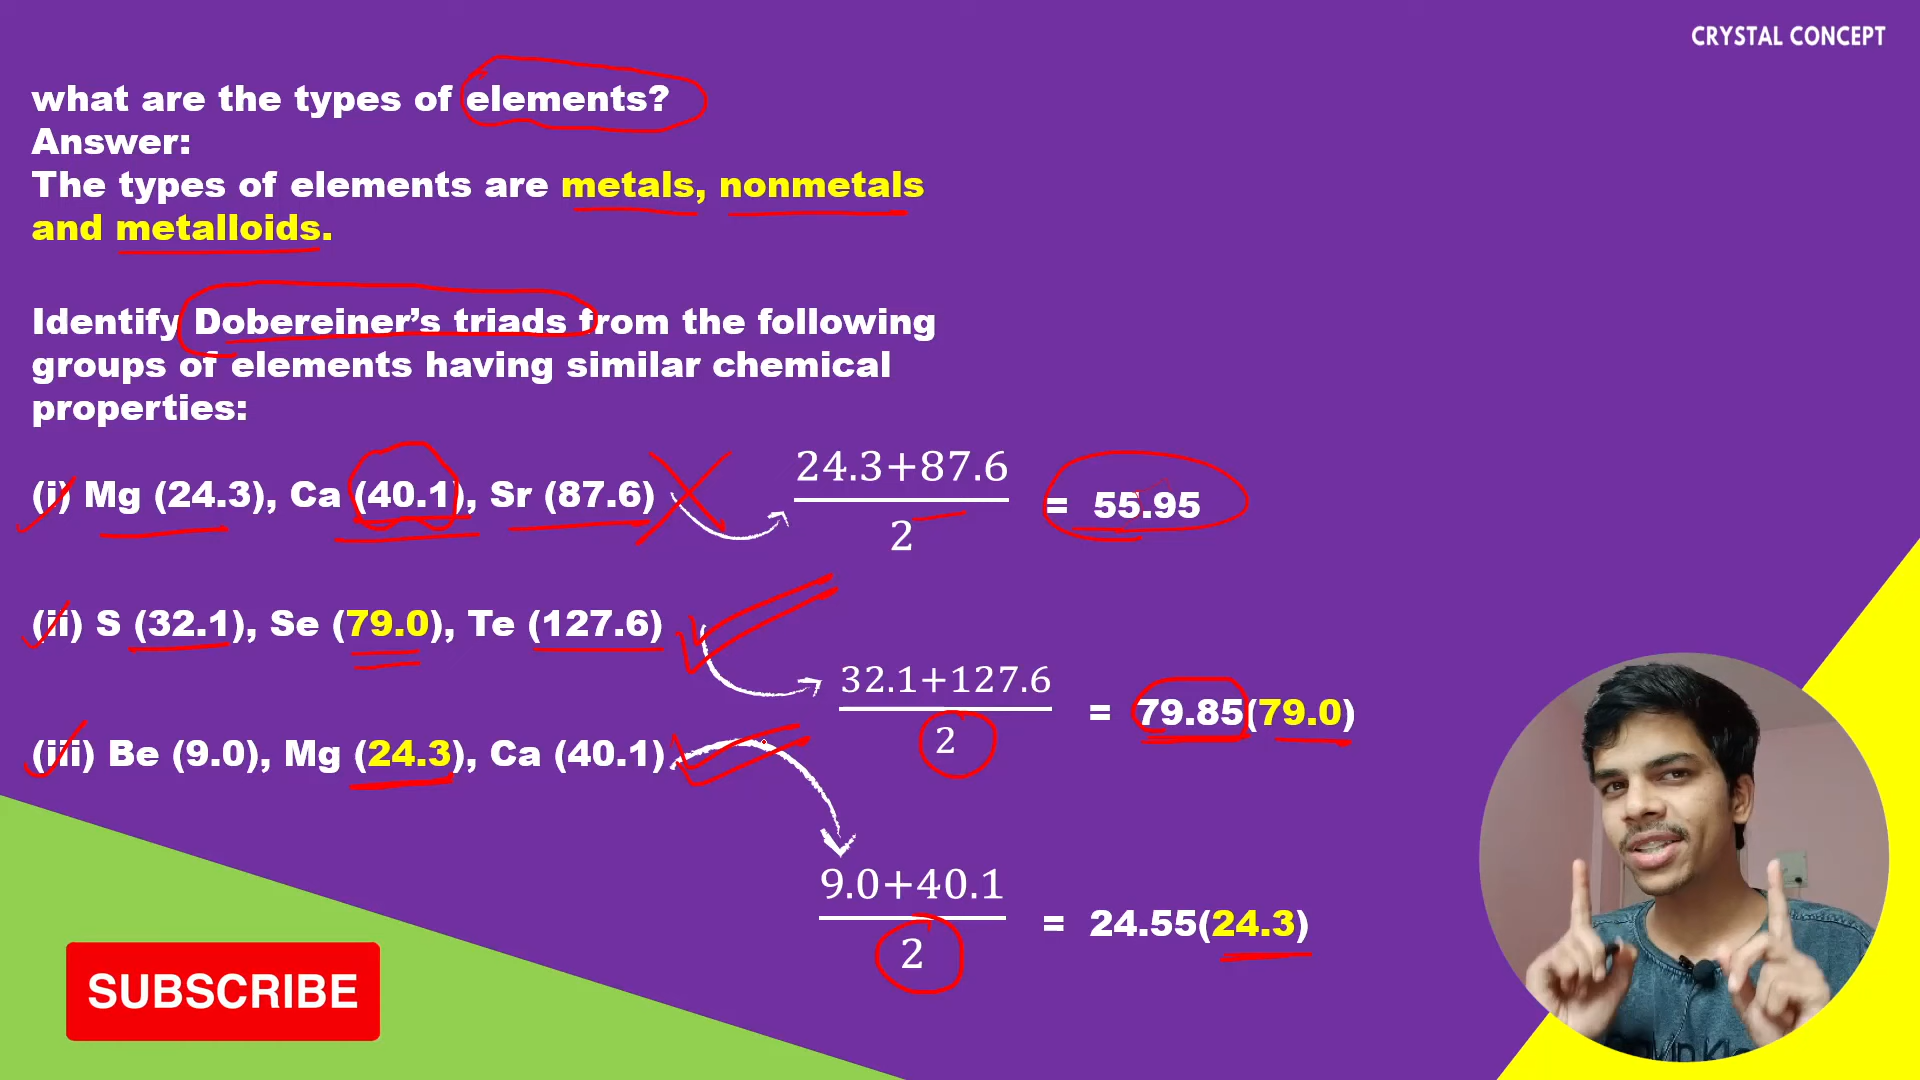 CRYSTAL CONCEPT
what are the types of elements?
Answer:
The types of elements are metals, nonmetals
and metalloids.
Identify Dobereiner’s triads from the following
groups of elements having similar chemical
properties:
(i) Mg (24.3), Ca (40.1), Sr (87.6)
24.3+87.6
2
= 55.95
(ii) S (32.1), Se (79.0), Te (127.6)
32.1+127.6
2
= 79.85(79.0)
(iii) Be (9.0), Mg (24.3), Ca (40.1)
9.0+40.1
2
= 24.55(24.3)
SUBSCRIBE